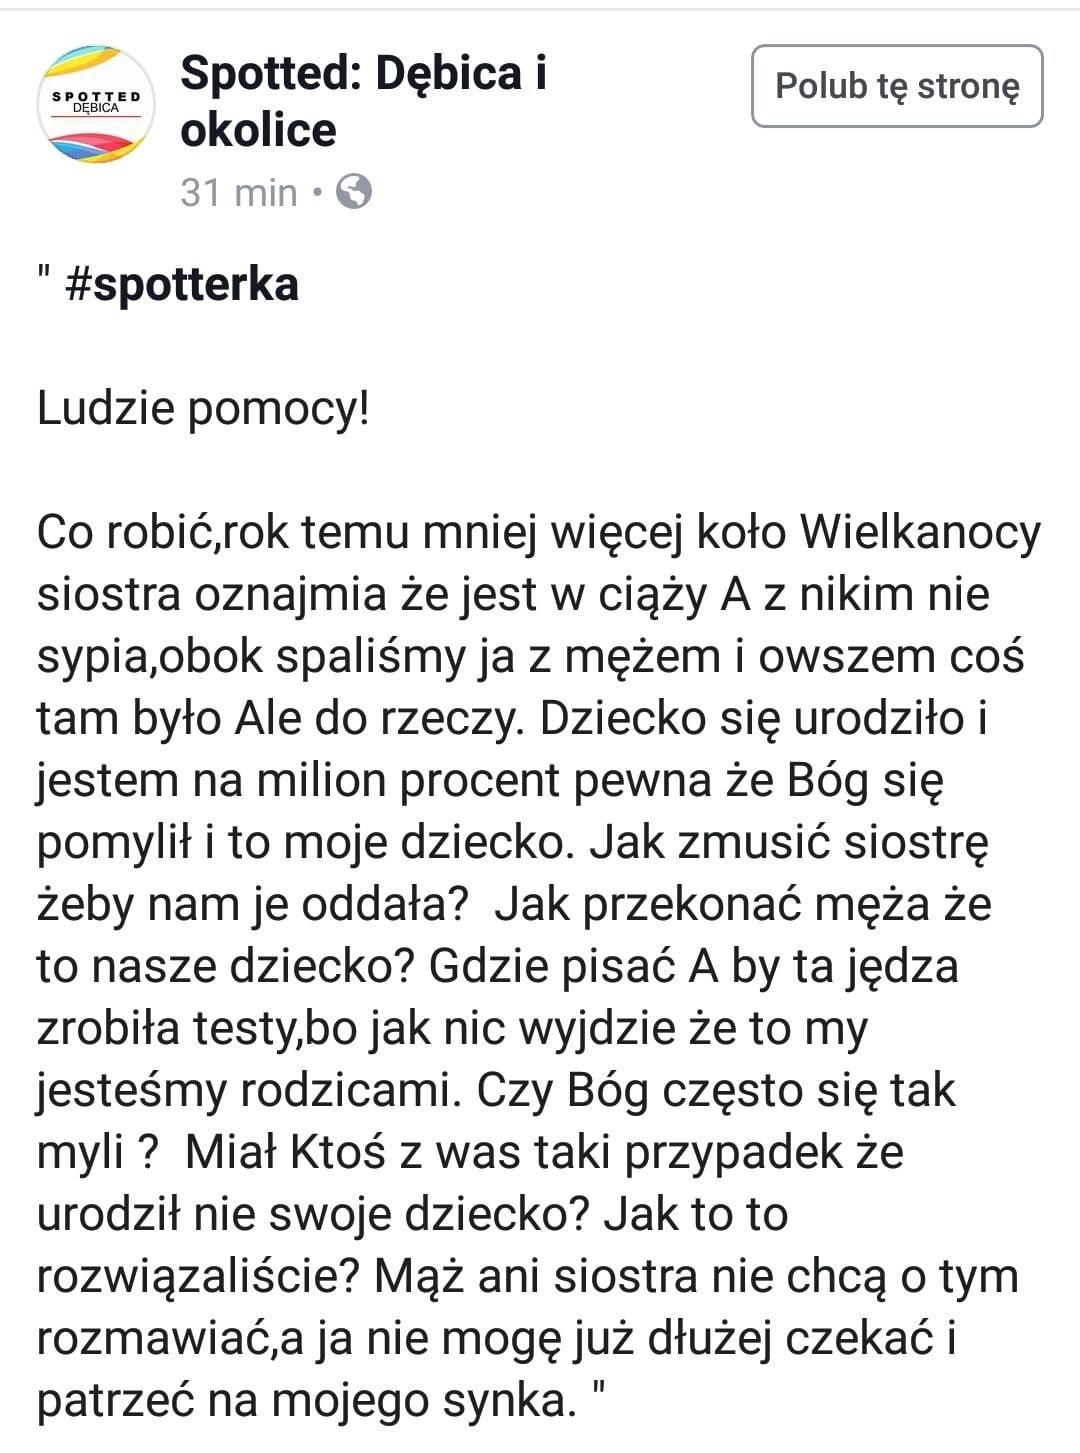 SPOTTED
DĘBICA
Spotted: Dębica i
okolice
Polub tę stronę
31 min •
" #spotterka
Ludzie pomocy!
Co robić,rok temu mniej więcej koło Wielkanocy
siostra oznajmia że jest w ciąży A z nikim nie
sypia,obok spaliśmy ja z mężem i owszem coś
tam było Ale do rzeczy. Dziecko się urodziło i
jestem na milion procent pewna że Bóg się
pomylił i to moje dziecko. Jak zmusić siostrę
żeby nam je oddała?  Jak przekonać męża że
to nasze dziecko? Gdzie pisać A by ta jędza
zrobiła testy,bo jak nic wyjdzie że to my
jesteśmy rodzicami. Czy Bóg często się tak
myli ?  Miał Ktoś z was taki przypadek że
urodził nie swoje dziecko? Jak to to
rozwiązaliście? Mąż ani siostra nie chcą o tym
rozmawiać,a ja nie mogę już dłużej czekać i
patrzeć na mojego synka. "